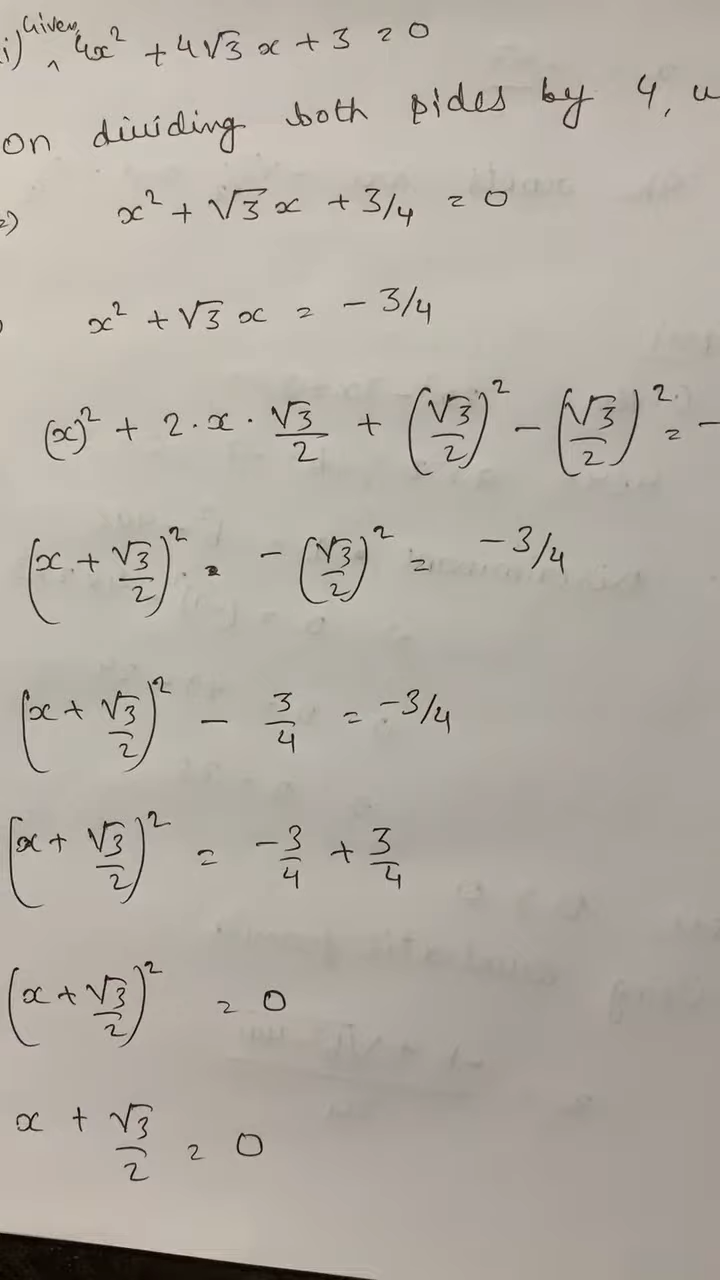 i) Given, 4x² + 4√3 x + 3 = 0
on dividing both sides by 4,
x² + √3 x + 3/4 = 0
x² + √3 x = - 3/4
(x)² + 2 · x · √3/2 + (√3/2)² - (√3/2)² = -
(x + √3/2)² - (√3/2)² = -3/4
(x + √3/2)² - 3/4 = -3/4
(x + √3/2)² = -3/4 + 3/4
(x + √3/2)² = 0
x + √3/2 = 0